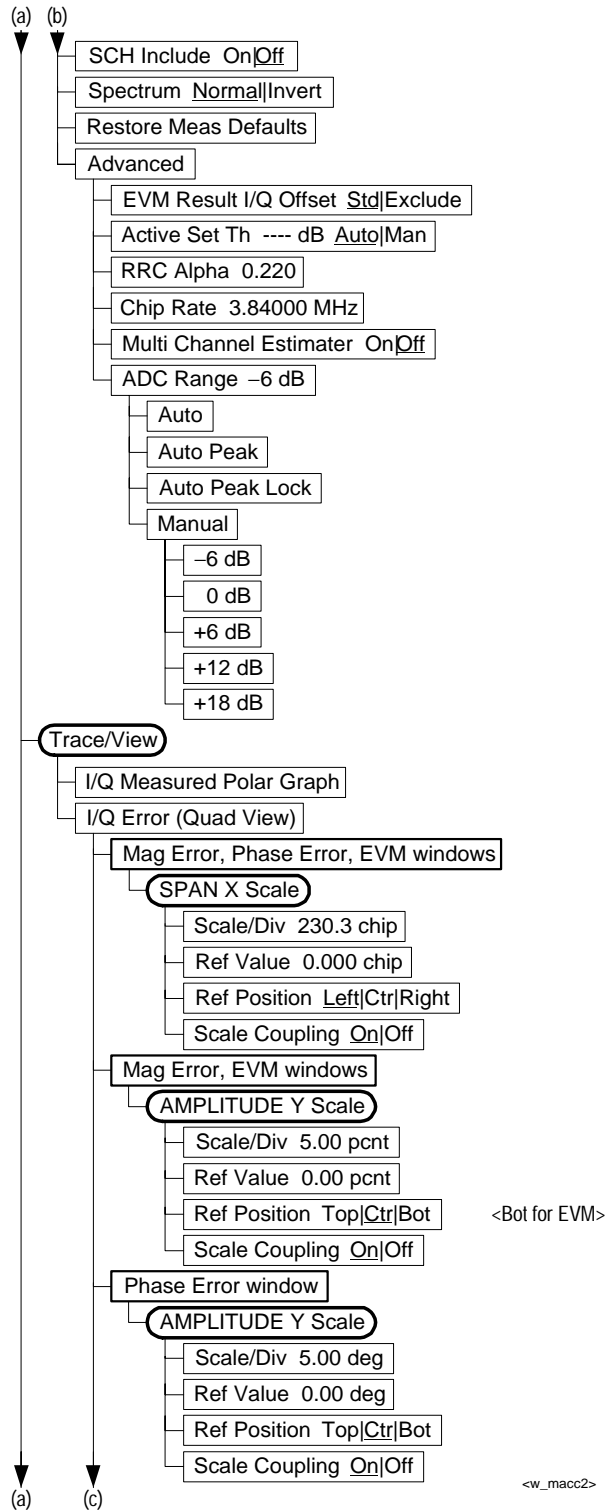 (a) (b)
SCH Include On|Off
Spectrum Normal|Invert
Restore Meas Defaults
Advanced
EVM Result I/Q Offset Std|Exclude
Active Set Th ---- dB Auto|Man
RRC Alpha 0.220
Chip Rate 3.84000 MHz
Multi Channel Estimater On|Off
ADC Range −6 dB
Auto
Auto Peak
Auto Peak Lock
Manual
−6 dB
0 dB
+6 dB
+12 dB
+18 dB
Trace/View
I/Q Measured Polar Graph
I/Q Error (Quad View)
Mag Error, Phase Error, EVM windows
SPAN X Scale
Scale/Div 230.3 chip
Ref Value 0.000 chip
Ref Position Left|Ctr|Right
Scale Coupling On|Off
Mag Error, EVM windows
AMPLITUDE Y Scale
Scale/Div 5.00 pcnt
Ref Value 0.00 pcnt
Ref Position Top|Ctr|Bot <Bot for EVM>
Scale Coupling On|Off
Phase Error window
AMPLITUDE Y Scale
Scale/Div 5.00 deg
Ref Value 0.00 deg
Ref Position Top|Ctr|Bot
Scale Coupling On|Off
<w_macc2>
(a) (c)